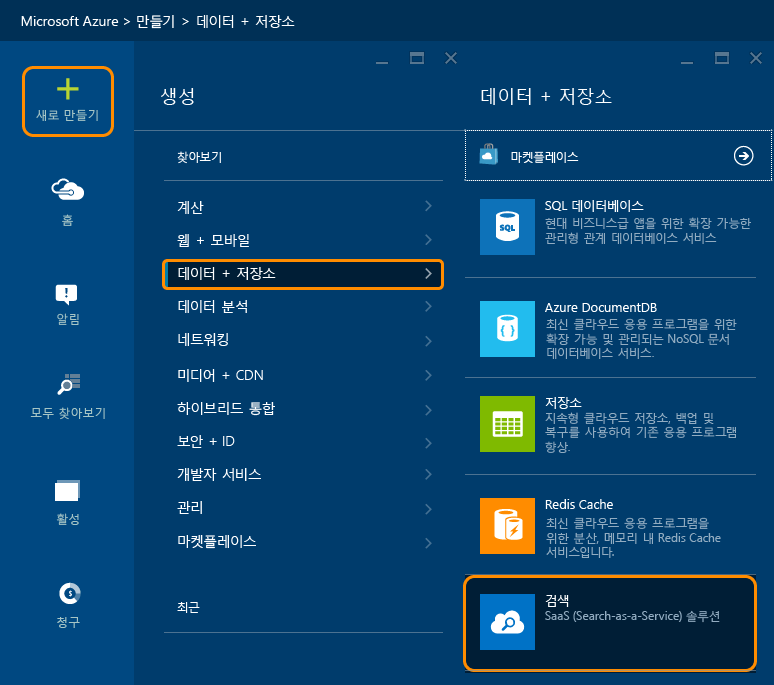 Microsoft Azure > 만들기 > 데이터 + 저장소
새로 만들기
홈
알림
모두 찾아보기
활성
청구
생성
찾아보기
계산
웹 + 모바일
데이터 + 저장소
데이터 분석
네트워킹
미디어 + CDN
하이브리드 통합
보안 + ID
개발자 서비스
관리
마켓플레이스
최근
데이터 + 저장소
마켓플레이스
SQL
SQL 데이터베이스
현대 비즈니스급 앱을 위한 확장 가능한
관리형 관계 데이터베이스 서비스
Azure DocumentDB
최신 클라우드 응용 프로그램을 위한
확장 가능 및 관리되는 NoSQL 문서
데이터베이스 서비스.
저장소
지속형 클라우드 저장소, 백업 및
복구를 사용하여 기존 응용 프로그램
향상.
Redis Cache
최신 클라우드 응용 프로그램을
위한 분산, 메모리 내 Redis Cache
서비스입니다.
검색
SaaS (Search-as-a-Service) 솔루션